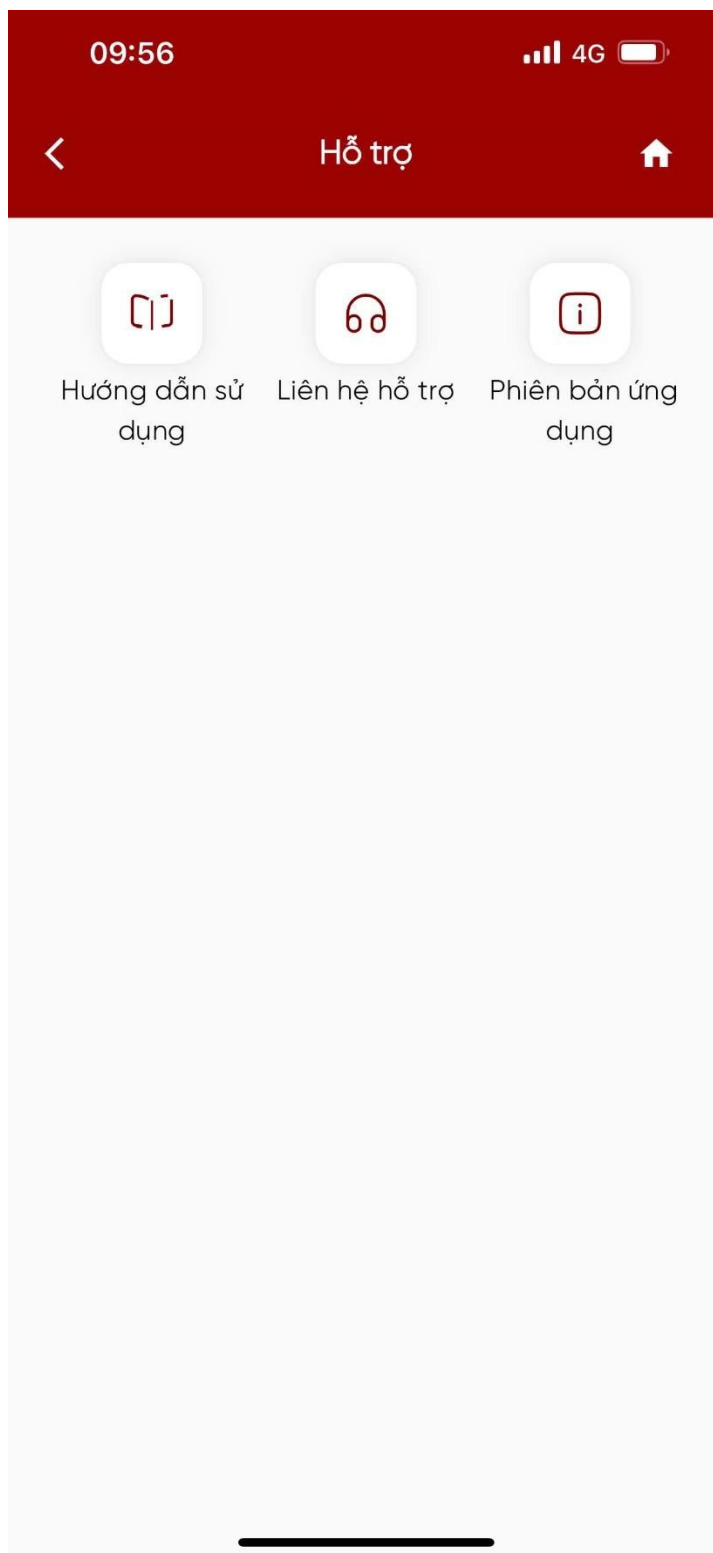 09:56
4G
Hỗ trợ
Hướng dẫn sử
dụng
Liên hệ hỗ trợ
Phiên bản ứng
dụng